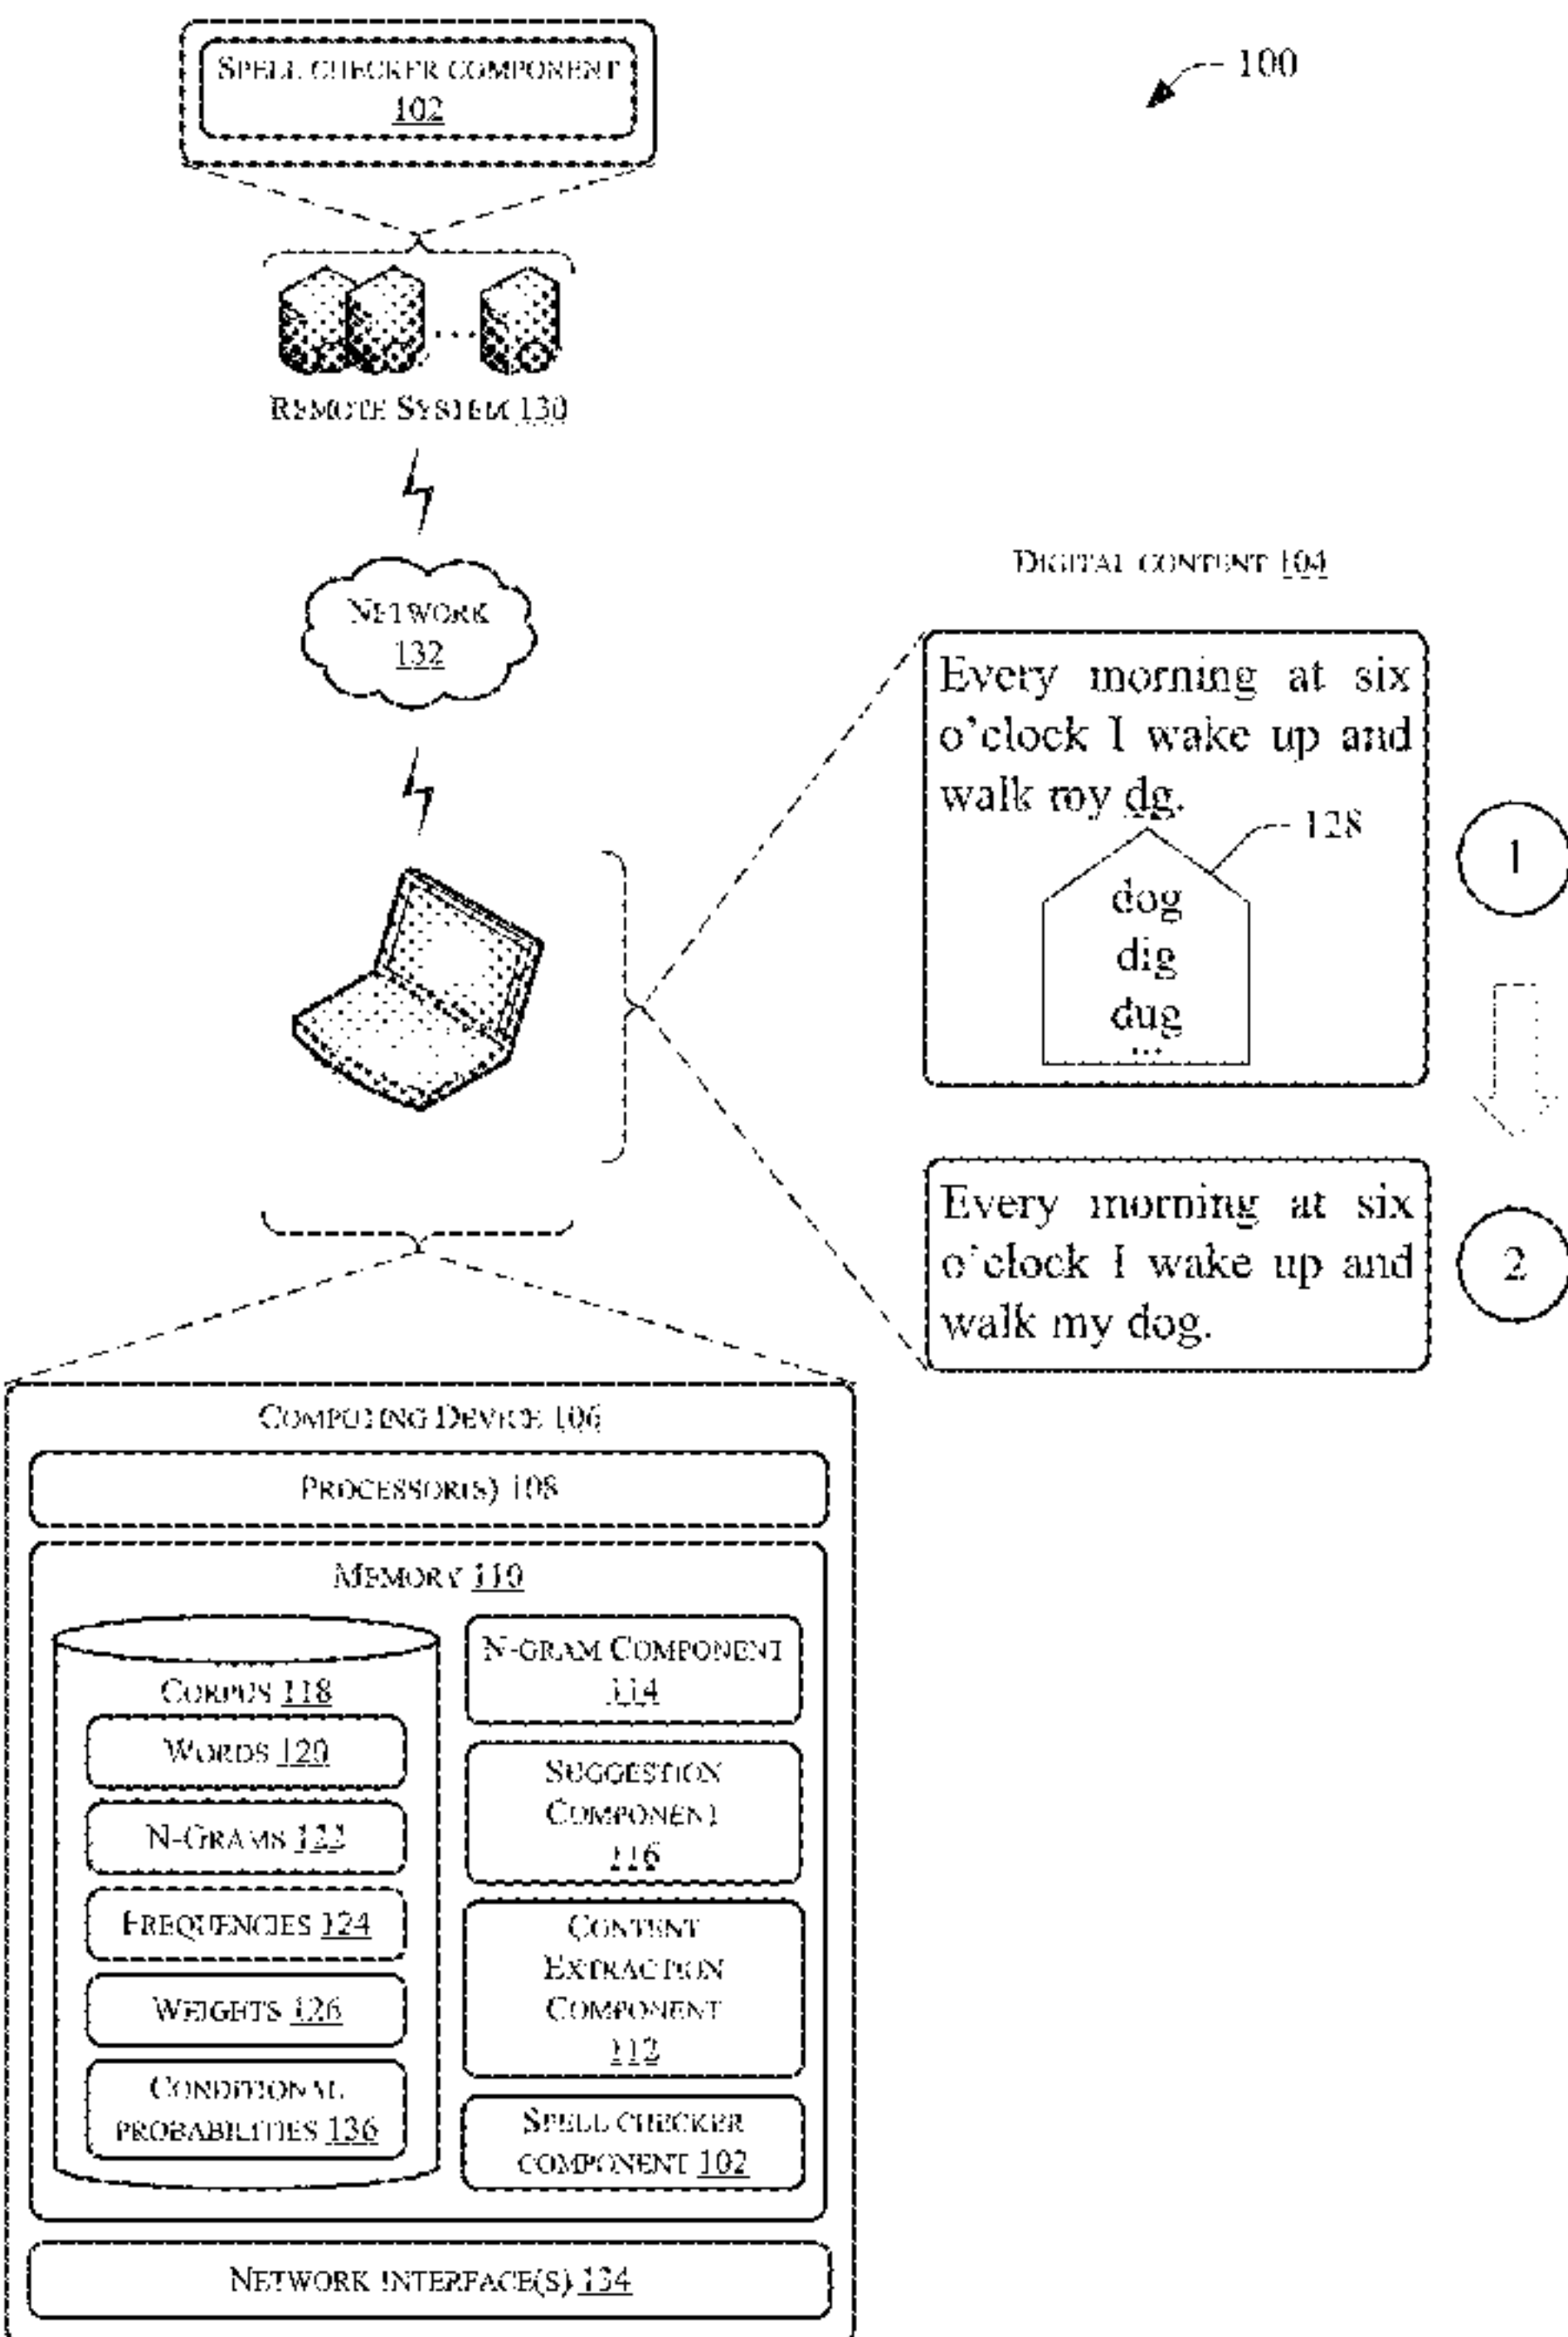 SPELL CHECKER COMPONENT
102
100
REMOTE SYSTEM 130
NETWORK
132
DIGITAL CONTENT 104
Every morning at six
o'clock I wake up and
walk my dg.
128
dog
dig
dug
...
1
Every morning at six
o'clock I wake up and
walk my dog.
2
COMPUTING DEVICE 106
PROCESSOR(S) 108
MEMORY 110
CORPUS 118
WORDS 120
N-GRAMS 122
FREQUENCIES 124
WEIGHTS 126
CONDITIONAL
PROBABILITIES 136
N-GRAM COMPONENT
114
SUGGESTION
COMPONENT
116
CONTENT
EXTRACTION
COMPONENT
112
SPELL CHECKER
COMPONENT 102
NETWORK INTERFACE(S) 134